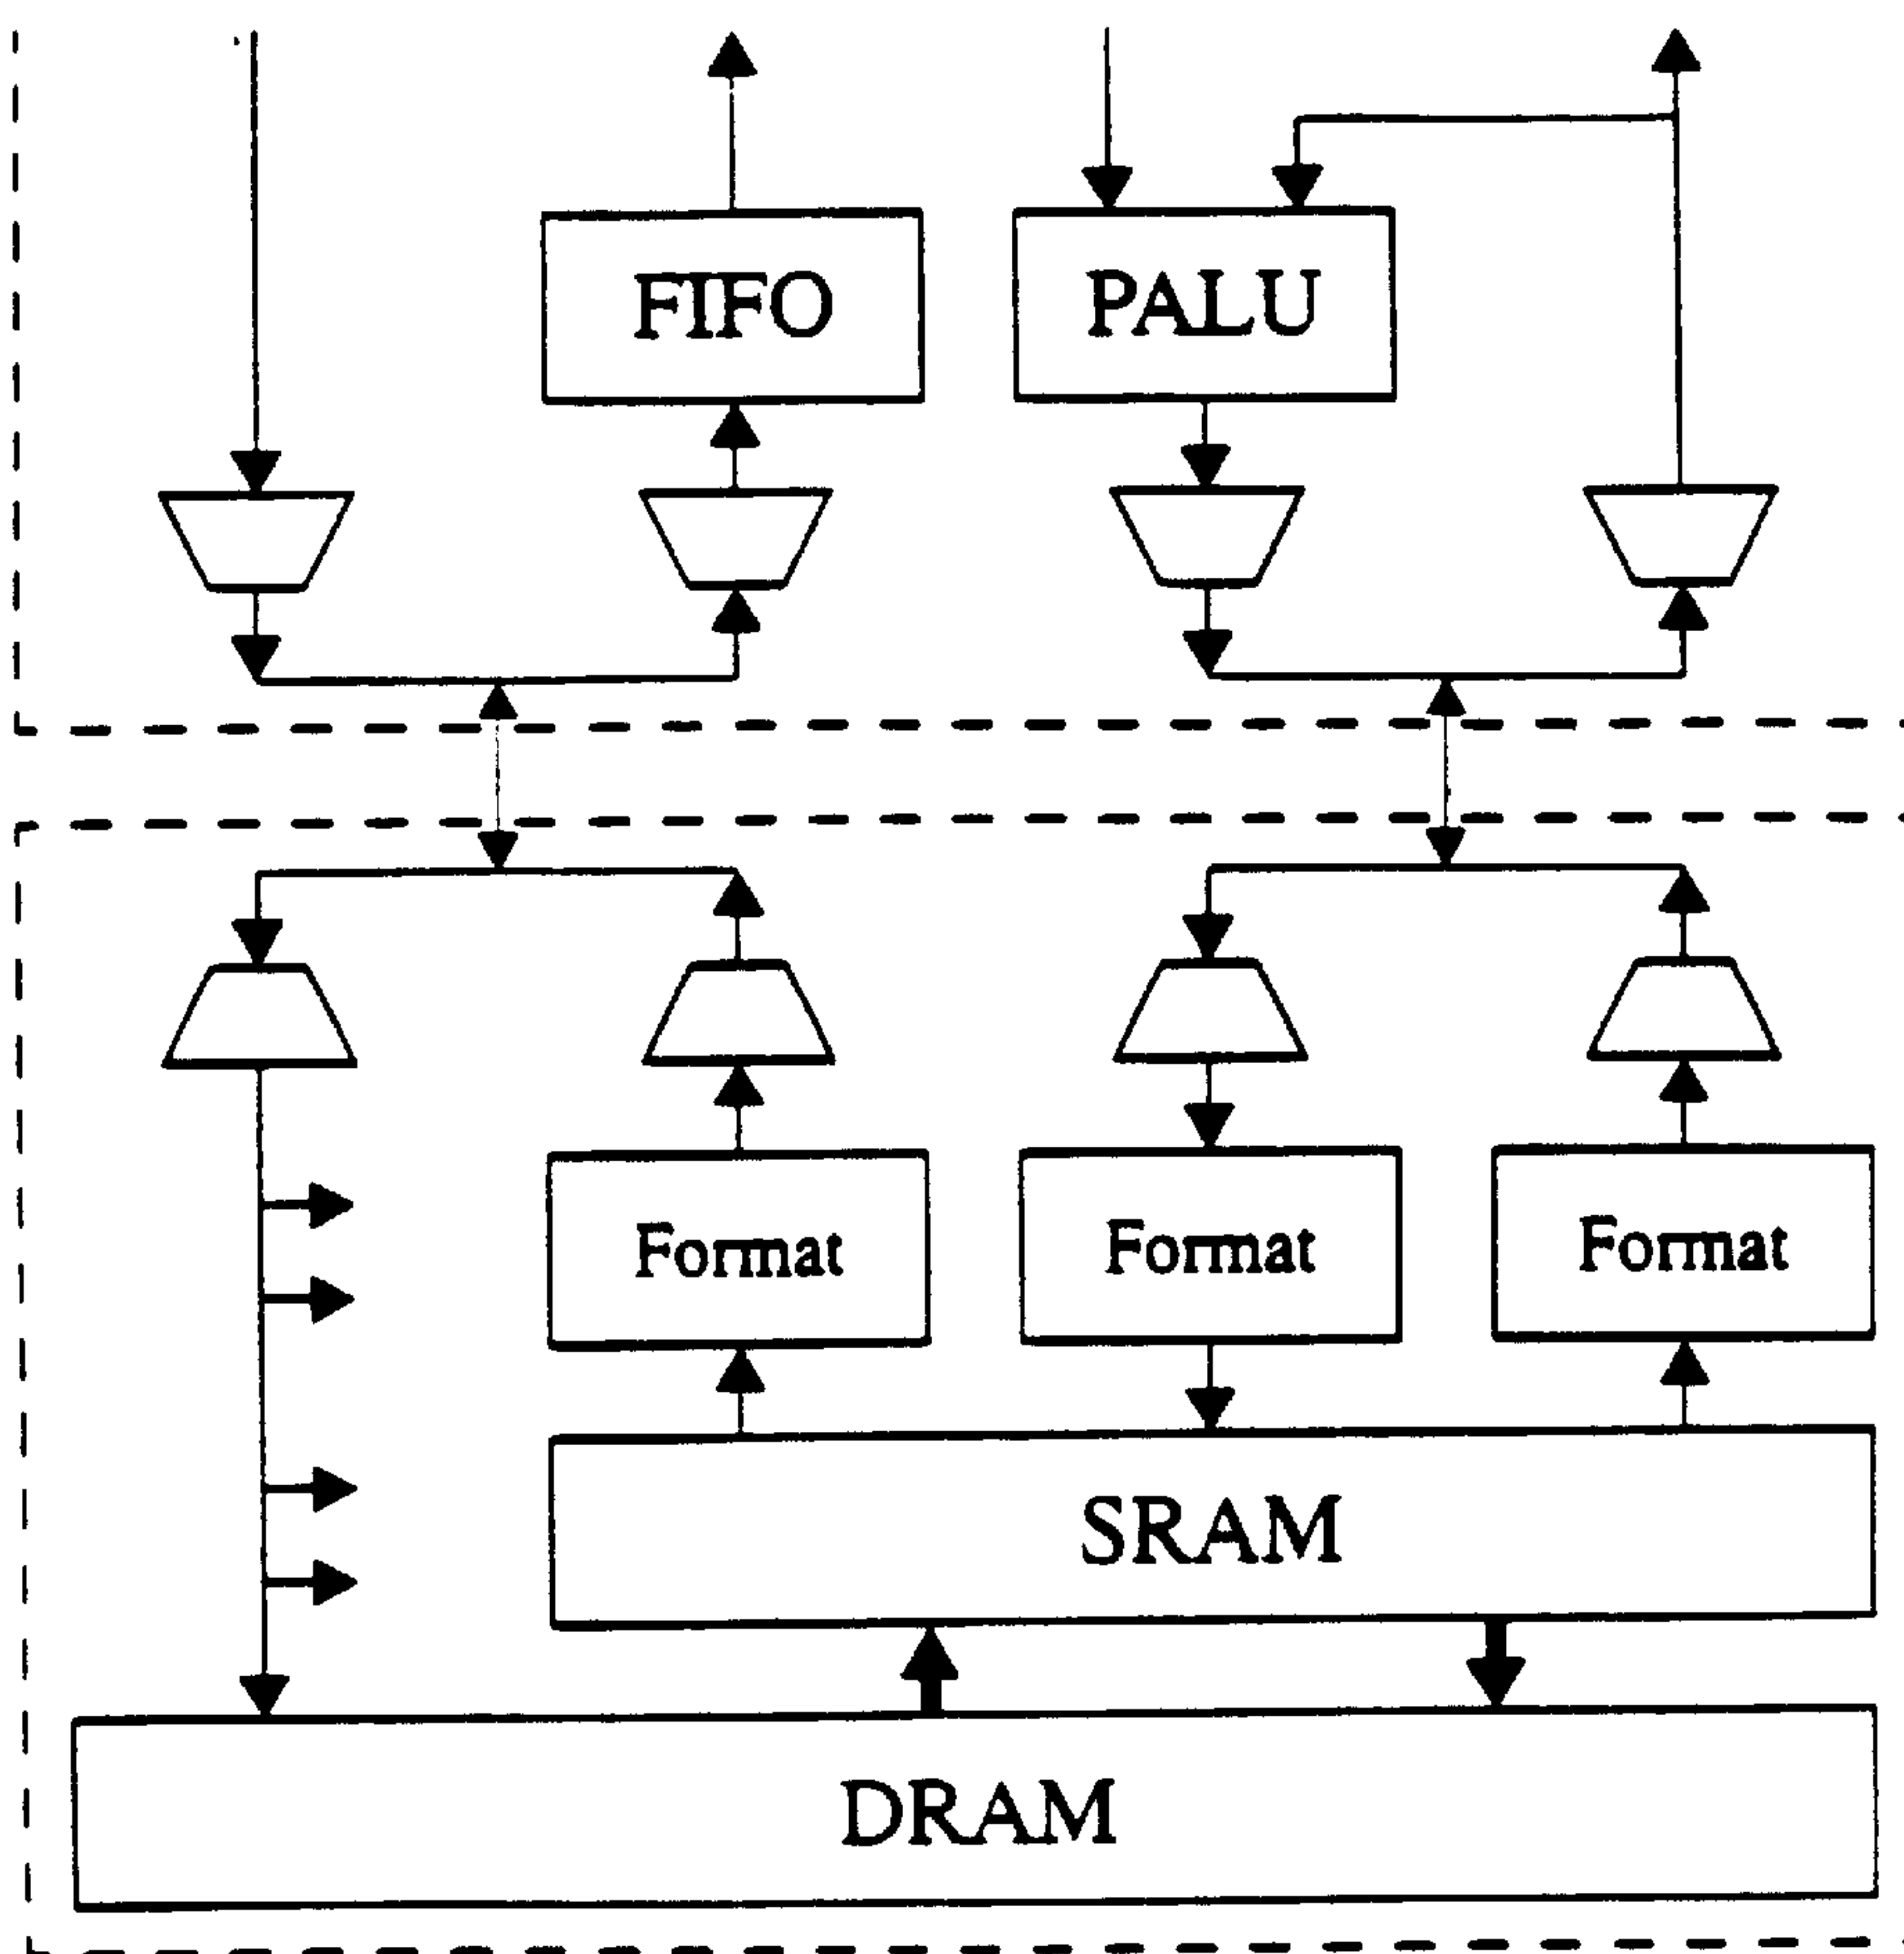 FIFO
PALU
Format
Format
Format
SRAM
DRAM